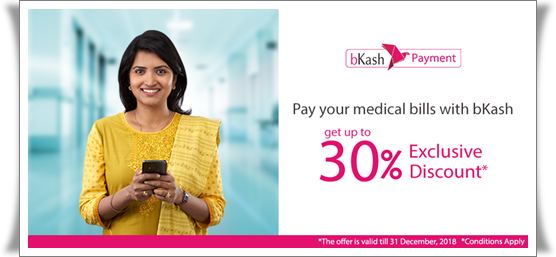 bKash Payment
Pay your medical bills with bKash
get up to
30% Exclusive
Discount*
*The offer is valid till 31 December, 2018 *Conditions Apply